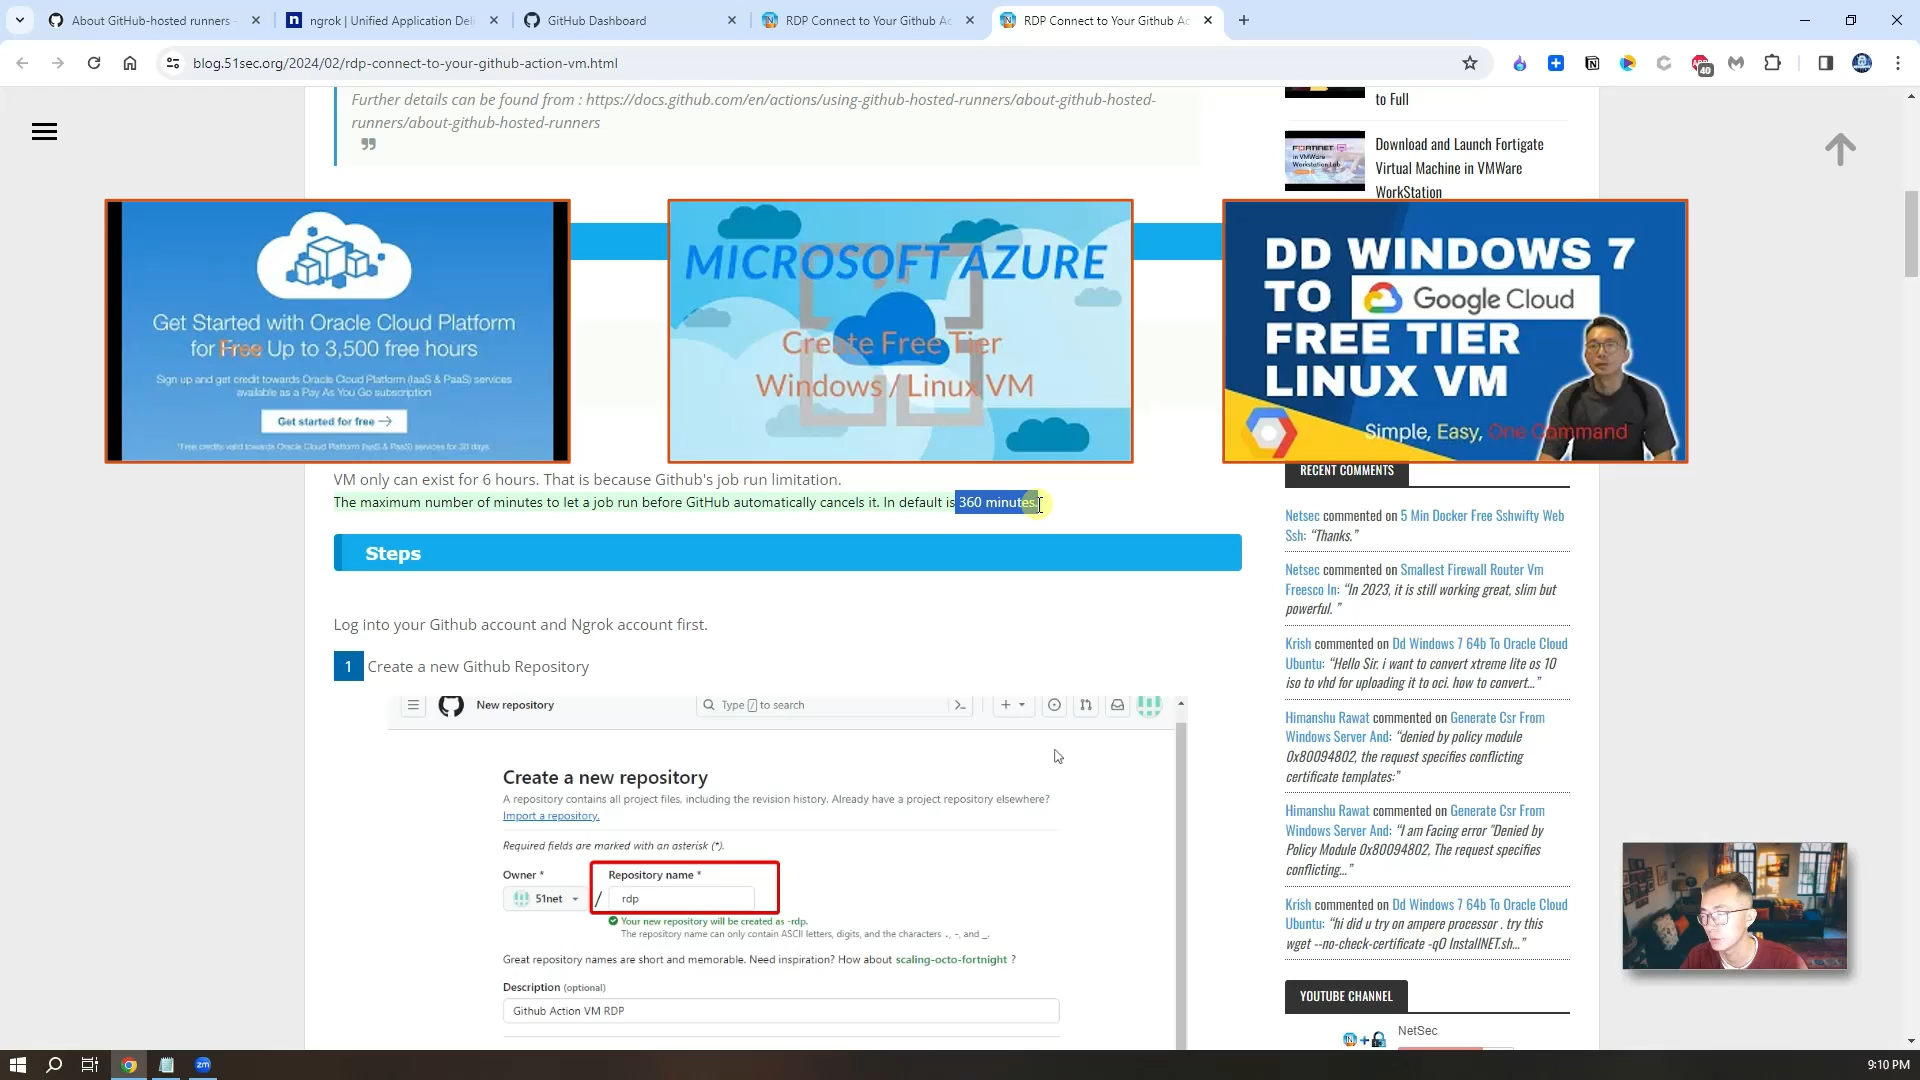 About GitHub-hosted runners -
ngrok | Unified Application Deli
GitHub Dashboard
RDP Connect to Your Github Ac
RDP Connect to Your Github Ac
blog.51sec.org/2024/02/rdp-connect-to-your-github-action-vm.html
40
Further details can be found from : https://docs.github.com/en/actions/using-github-hosted-runners/about-github-hosted-
runners/about-github-hosted-runners
to Full
Download and Launch Fortigate
Virtual Machine in VMWare
WorkStation
Get Started with Oracle Cloud Platform
for Free Up to 3,500 free hours
Sign up and get credit towards Oracle Cloud Platform (IaaS & PaaS) services
available as a Pay As You Go subscription
Get started for free →
*Free credits valid towards Oracle Cloud Platform (IaaS & PaaS) services for 30 days
MICROSOFT AZURE
Create Free Tier
Windows / Linux VM
DD WINDOWS 7
TO Google Cloud
FREE TIER
LINUX VM
Simple, Easy, One Command
VM only can exist for 6 hours. That is because Github's job run limitation.
The maximum number of minutes to let a job run before GitHub automatically cancels it. In default is 360 minutes.
Steps
Log into your Github account and Ngrok account first.
1 Create a new Github Repository
New repository
Type / to search
Create a new repository
A repository contains all project files, including the revision history. Already have a project repository elsewhere?
Import a repository.
Required fields are marked with an asterisk (*).
Owner *
Repository name *
51net
/
rdp
Your new repository will be created as -rdp.
The repository name can only contain ASCII letters, digits, and the characters ., -, and _.
Great repository names are short and memorable. Need inspiration? How about scaling-octo-fortnight ?
Description (optional)
Github Action VM RDP
RECENT COMMENTS
Netsec commented on 5 Min Docker Free Sshwifty Web
Ssh: “Thanks.”
Netsec commented on Smallest Firewall Router Vm
Freesco In: “In 2023, it is still working great, slim but
powerful. ”
Krish commented on Dd Windows 7 64b To Oracle Cloud
Ubuntu: “Hello Sir. i want to convert xtreme lite os 10
iso to vhd for uploading it to oci. how to convert...”
Himanshu Rawat commented on Generate Csr From
Windows Server And: “denied by policy module
0x80094802, the request specifies conflicting
certificate templates:”
Himanshu Rawat commented on Generate Csr From
Windows Server And: “I am Facing error "Denied by
Policy Module 0x80094802, The request specifies
conflicting...”
Krish commented on Dd Windows 7 64b To Oracle Cloud
Ubuntu: “hi did u try on ampere processor . try this
wget --no-check-certificate -qO InstallNET.sh...”
YOUTUBE CHANNEL
NetSec
zm
9:10 PM